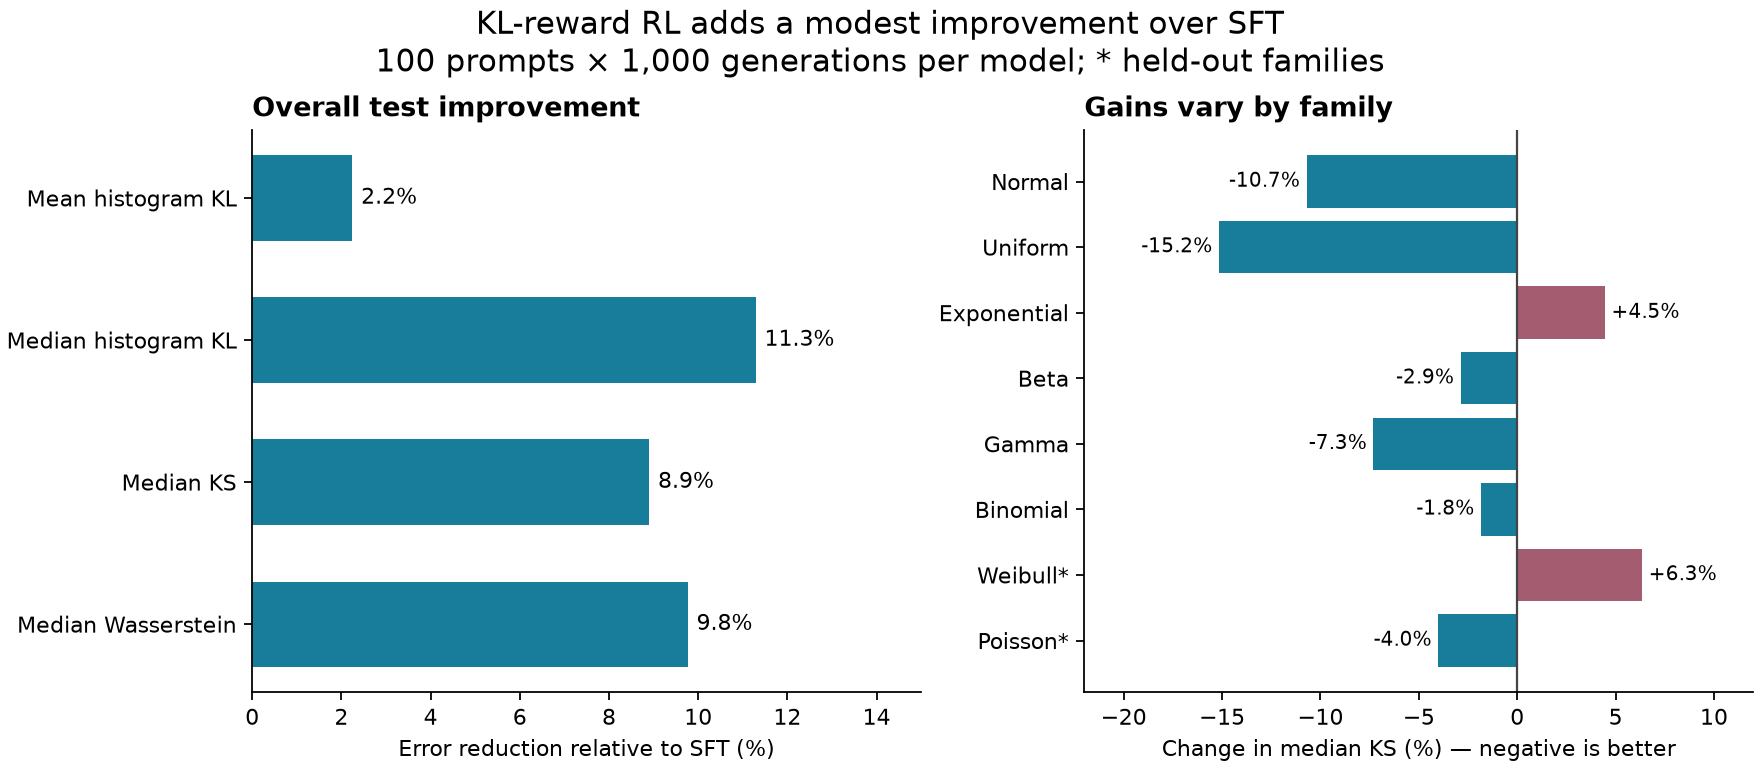 KL-reward RL adds a modest improvement over SFT
100 prompts × 1,000 generations per model; * held-out families
Overall test improvement
Mean histogram KL
2.2%
Median histogram KL
11.3%
Median KS
8.9%
Median Wasserstein
9.8%
0 2 4 6 8 10 12 14
Error reduction relative to SFT (%)
Gains vary by family
Normal
-10.7%
Uniform
-15.2%
Exponential
+4.5%
Beta
-2.9%
Gamma
-7.3%
Binomial
-1.8%
Weibull*
+6.3%
Poisson*
-4.0%
−20 −15 −10 −5 0 5 10
Change in median KS (%) — negative is better